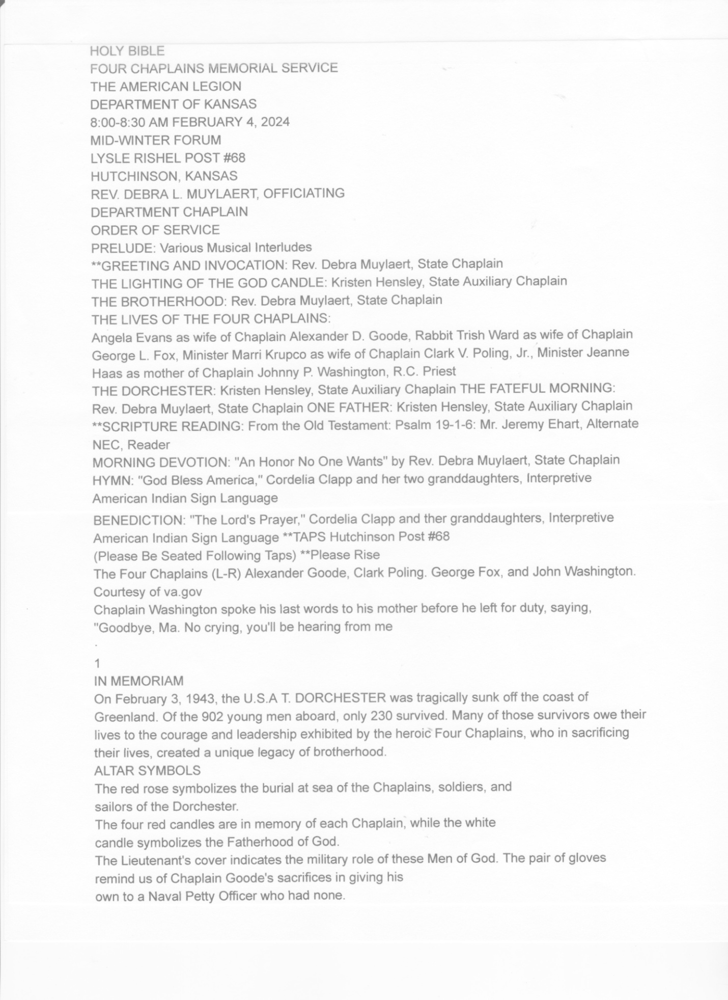 HOLY BIBLE
FOUR CHAPLAINS MEMORIAL SERVICE
THE AMERICAN LEGION
DEPARTMENT OF KANSAS
8:00-8:30 AM FEBRUARY 4, 2024
MID-WINTER FORUM
LYSLE RISHEL POST #68
HUTCHINSON, KANSAS
REV. DEBRA L. MUYLAERT, OFFICIATING
DEPARTMENT CHAPLAIN
ORDER OF SERVICE
PRELUDE: Various Musical Interludes
**GREETING AND INVOCATION: Rev. Debra Muylaert, State Chaplain
THE LIGHTING OF THE GOD CANDLE: Kristen Hensley, State Auxiliary Chaplain
THE BROTHERHOOD: Rev. Debra Muylaert, State Chaplain
THE LIVES OF THE FOUR CHAPLAINS:
Angela Evans as wife of Chaplain Alexander D. Goode, Rabbit Trish Ward as wife of Chaplain
George L. Fox, Minister Marri Krupco as wife of Chaplain Clark V. Poling, Jr., Minister Jeanne
Haas as mother of Chaplain Johnny P. Washington, R.C. Priest
THE DORCHESTER: Kristen Hensley, State Auxiliary Chaplain THE FATEFUL MORNING:
Rev. Debra Muylaert, State Chaplain ONE FATHER: Kristen Hensley, State Auxiliary Chaplain
**SCRIPTURE READING: From the Old Testament: Psalm 19-1-6: Mr. Jeremy Ehart, Alternate
NEC, Reader
MORNING DEVOTION: "An Honor No One Wants" by Rev. Debra Muylaert, State Chaplain
HYMN: "God Bless America," Cordelia Clapp and her two granddaughters, Interpretive
American Indian Sign Language
BENEDICTION: "The Lord's Prayer," Cordelia Clapp and ther granddaughters, Interpretive
American Indian Sign Language **TAPS Hutchinson Post #68
(Please Be Seated Following Taps) **Please Rise
The Four Chaplains (L-R) Alexander Goode, Clark Poling. George Fox, and John Washington.
Courtesy of va.gov
Chaplain Washington spoke his last words to his mother before he left for duty, saying,
"Goodbye, Ma. No crying, you'll be hearing from me
.
1
IN MEMORIAM
On February 3, 1943, the U.S.A T. DORCHESTER was tragically sunk off the coast of
Greenland. Of the 902 young men aboard, only 230 survived. Many of those survivors owe their
lives to the courage and leadership exhibited by the heroic Four Chaplains, who in sacrificing
their lives, created a unique legacy of brotherhood.
ALTAR SYMBOLS
The red rose symbolizes the burial at sea of the Chaplains, soldiers, and
sailors of the Dorchester.
The four red candles are in memory of each Chaplain, while the white
candle symbolizes the Fatherhood of God.
The Lieutenant's cover indicates the military role of these Men of God. The pair of gloves
remind us of Chaplain Goode's sacrifices in giving his
own to a Naval Petty Officer who had none.